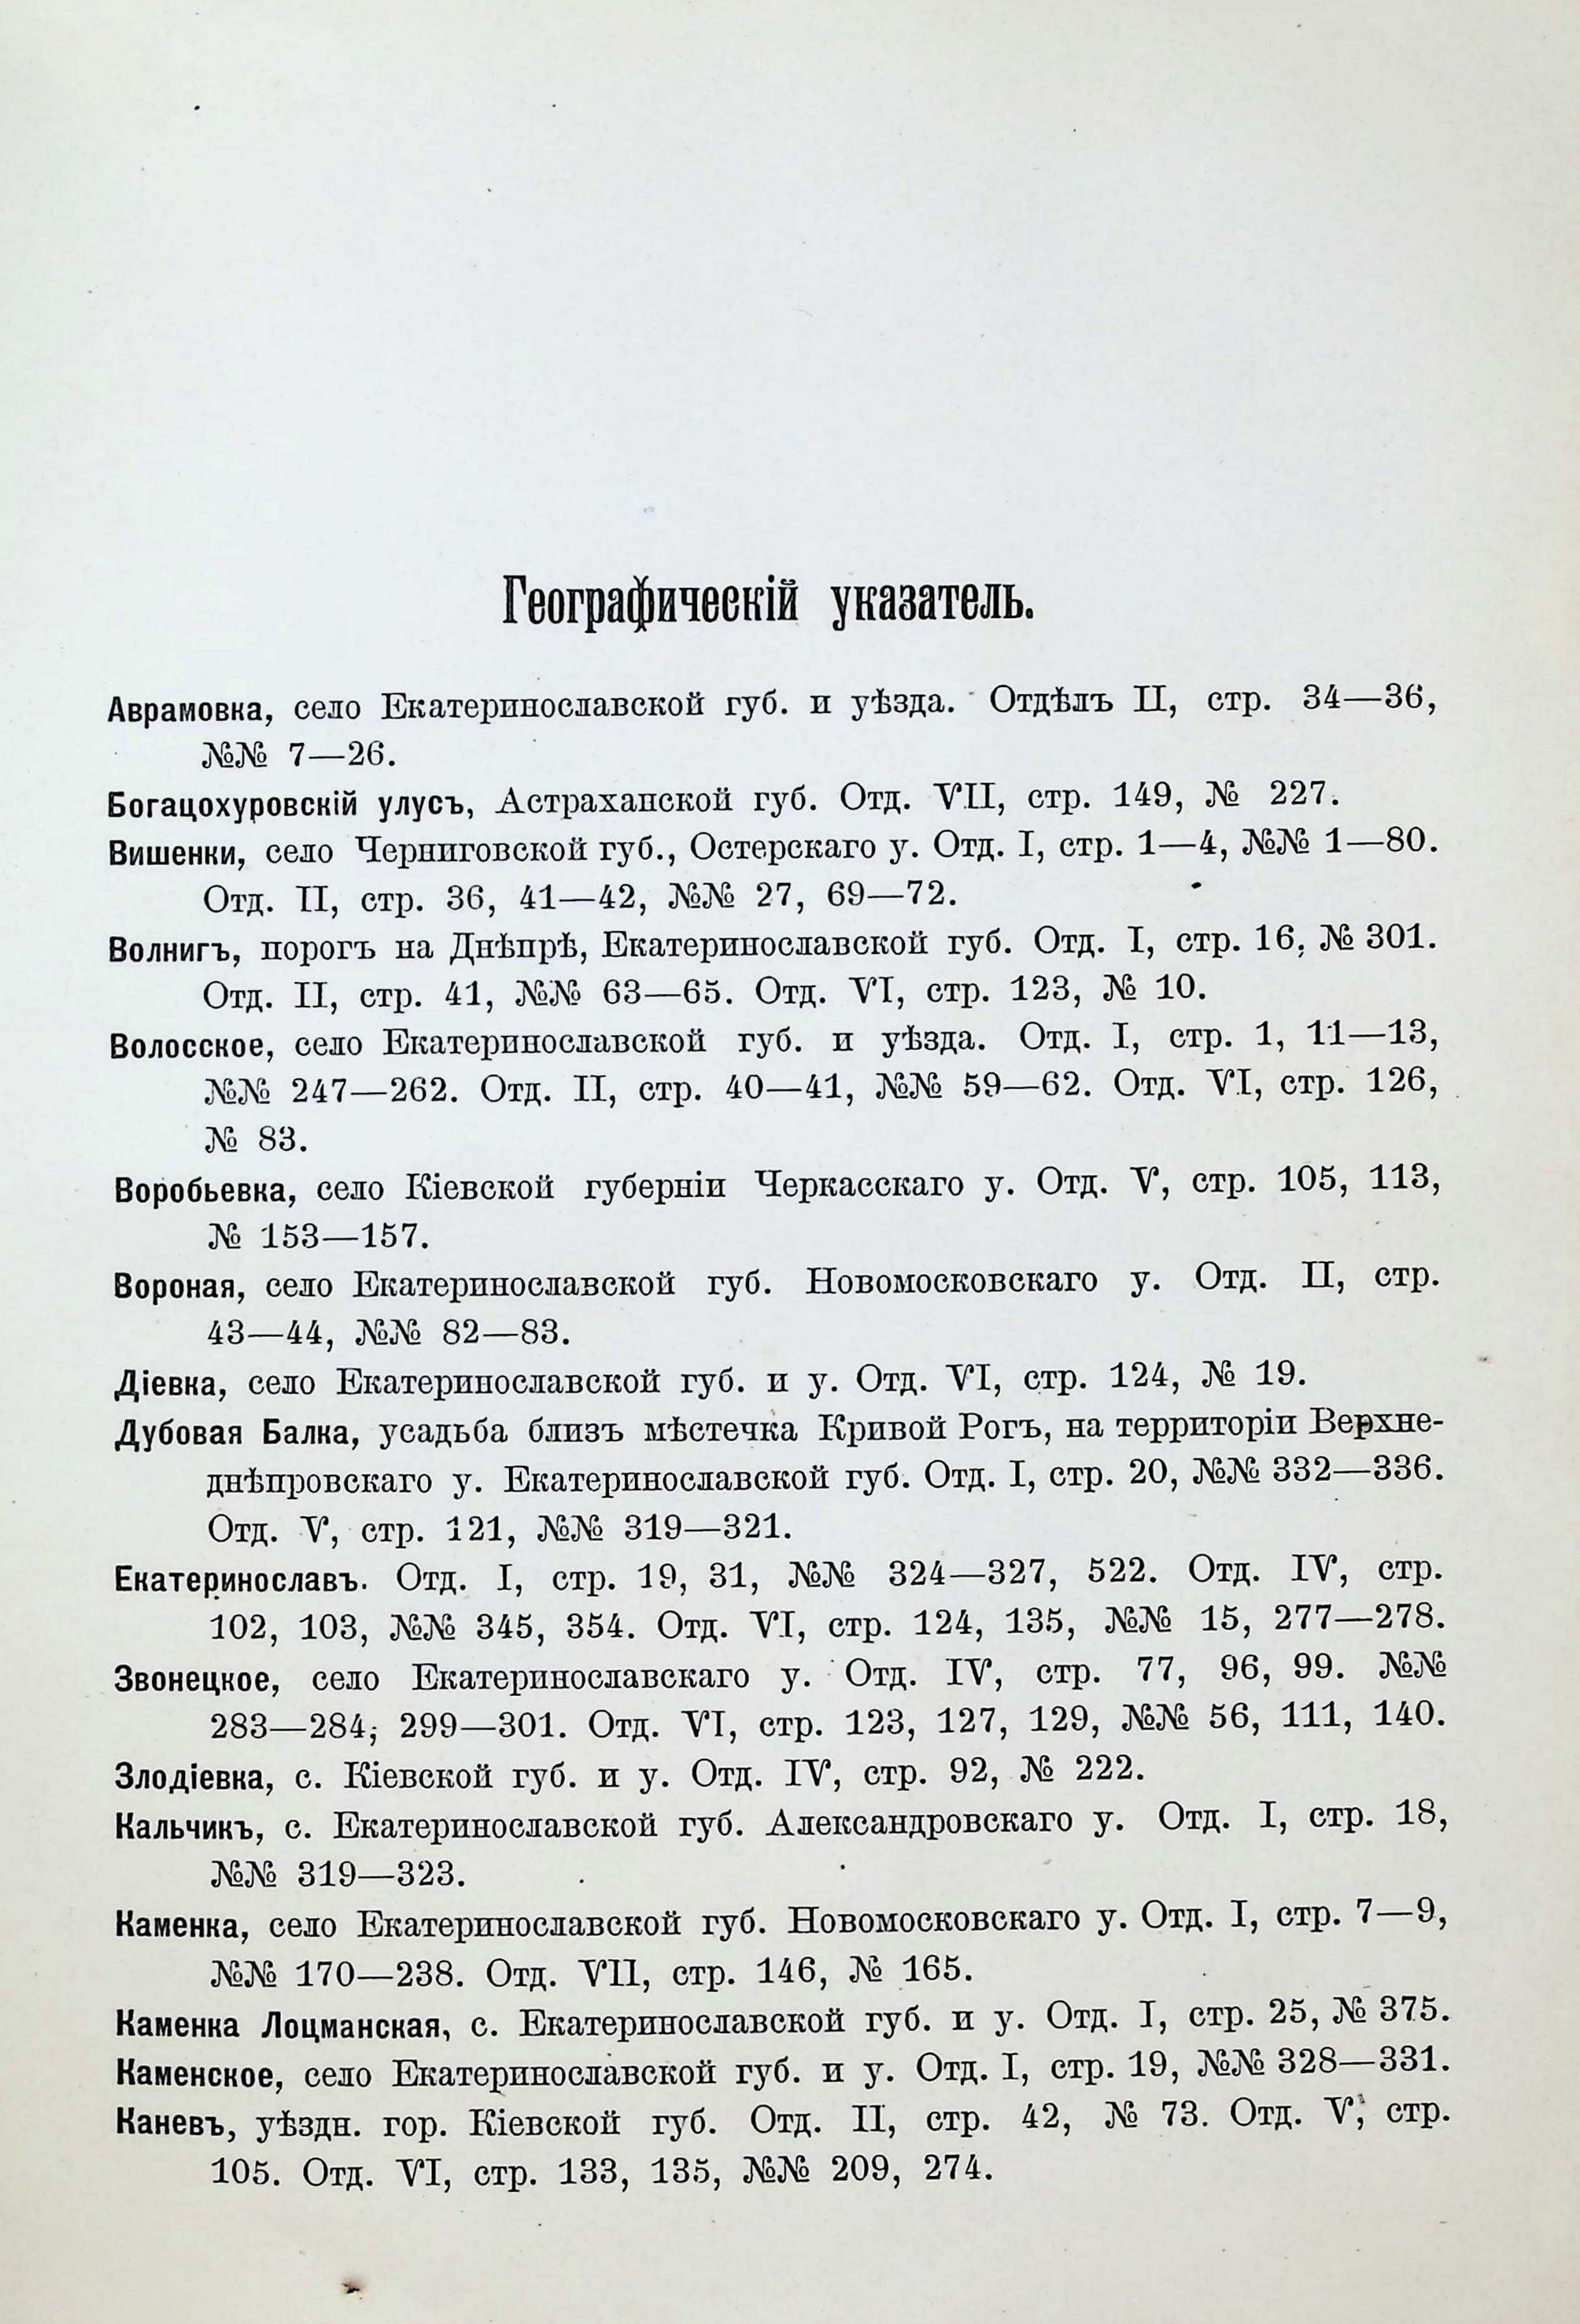 Географическій указатель.
Аврамовка, село Екатеринославской губ. и уѣзда. Отдѣлъ II, стр. 34—36,
№№ 7—26.
Богацохуровскій улусъ, Астраханской губ. Отд. VII, стр. 149, № 227.
Вишенки, село Черниговской губ., Остерскаго у. Отд. I, стр. 1—4, №№ 1—80.
Отд. II, стр. 36, 41—42, №№ 27, 69—72.
Волнигъ, порогъ на Днѣпрѣ, Екатеринославской губ. Отд. I, стр. 16, № 301.
Отд. II, стр. 41, №№ 63—65. Отд. VI, стр. 123, № 10.
Волосское, село Екатеринославской губ. и уѣзда. Отд. I, стр. 1, 11—13,
№№ 247—262. Отд. II, стр. 40—41, №№ 59—62. Отд. VI, стр. 126,
№ 83.
Воробьевка, село Кіевской губерніи Черкасскаго у. Отд. V, стр. 105, 113,
№ 153—157.
Вороная, село Екатеринославской губ. Новомосковскаго у. Отд. II, стр.
43—44, №№ 82—83.
Діевка, село Екатеринославской губ. и у. Отд. VI, стр. 124, № 19.
Дубовая Балка, усадьба близъ мѣстечка Кривой Рогъ, на территоріи Верхне-
днѣпровскаго у. Екатеринославской губ. Отд. I, стр. 20, №№ 332—336.
Отд. V, стр. 121, №№ 319—321.
Екатеринославъ. Отд. I, стр. 19, 31, №№ 324—327, 522. Отд. IV, стр.
102, 103, №№ 345, 354. Отд. VI, стр. 124, 135, №№ 15, 277—278.
Звонецкое, село Екатеринославскаго у. Отд. IV, стр. 77, 96, 99. №№
283—284; 299—301. Отд. VI, стр. 123, 127, 129, №№ 56, 111, 140.
Злодіевка, с. Кіевской губ. и у. Отд. IV, стр. 92, № 222.
Кальчикъ, с. Екатеринославской губ. Александровскаго у. Отд. I, стр. 18,
№№ 319—323.
Каменка, село Екатеринославской губ. Новомосковскаго у. Отд. I, стр. 7—9,
№№ 170—238. Отд. VII, стр. 146, № 165.
Каменка Лоцманская, с. Екатеринославской губ. и у. Отд. I, стр. 25, № 375.
Каменское, село Екатеринославской губ. и у. Отд. I, стр. 19, №№ 328—331.
Каневъ, уѣздн. гор. Кіевской губ. Отд. II, стр. 42, № 73. Отд. V, стр.
105. Отд. VI, стр. 133, 135, №№ 209, 274.